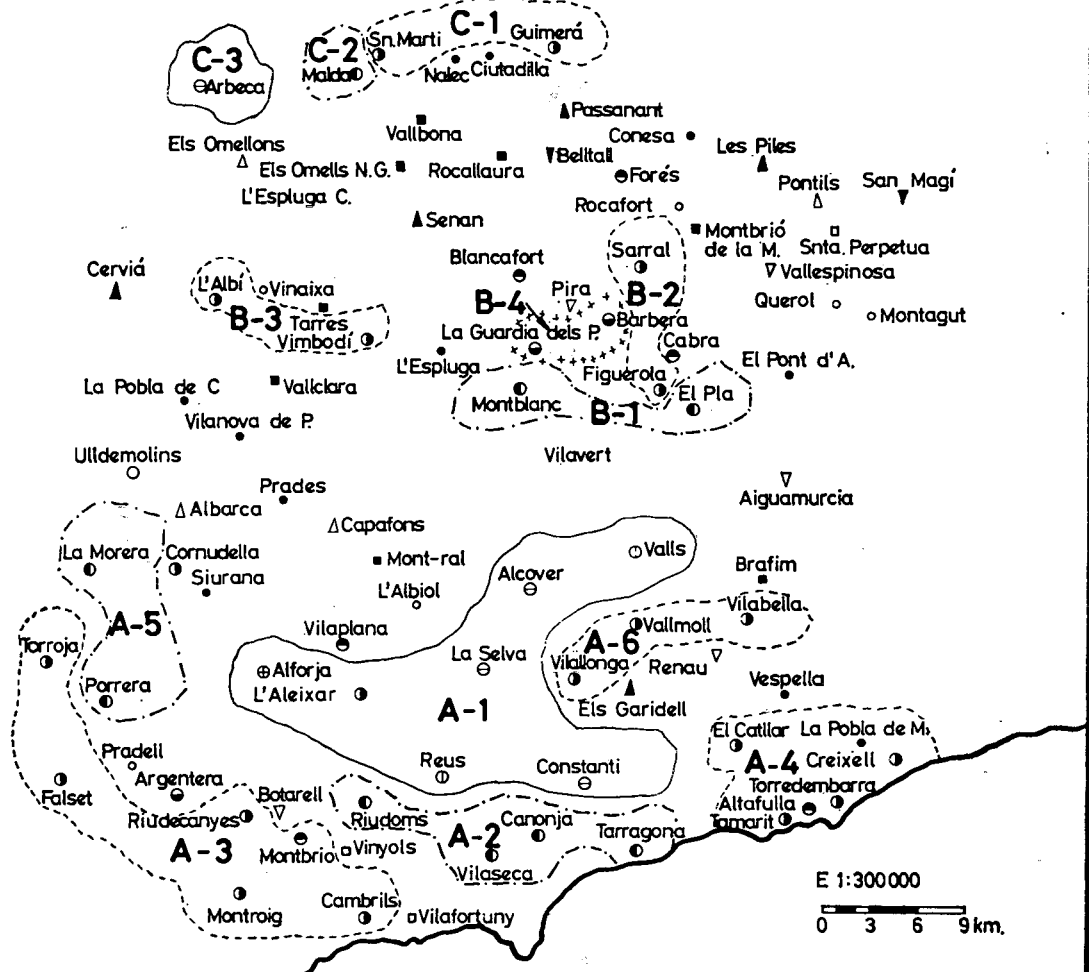 C-1
Guimerá
Sn. Marti
C-2
C-3
Malda
Nalec
Ciutadilla
Arbeca
Passanant
Vallbona
Conesa
Els Omellons
Les Piles
Els Omells N.G.
Rocallaura
Belltall
Forés
Pontils
San Magí
L'Espluga C.
Rocafort
Senan
Montbrió
de la M.
Snta. Perpetua
Sarral
Blancafort
Cerviá
Vallespinosa
L'Albí
Vinaixa
B-4
Pira
B-2
Querol
Montagut
B-3
Tarres
Barbera
Vimbodí
La Guardia dels P.
Cabra
L'Espluga
El Pont d'A.
Figuerola
La Pobla de C
Vallclara
Montblanc
El Pla
B-1
Vilanova de P.
Vilavert
Ulldemolins
Prades
Aiguamurcia
Albarca
Capafons
La Morera
Cornudella
Mont-ral
Valls
Siurana
Alcover
Brafim
L'Albiol
Vilabella
A-5
Vilaplana
Vallmoll
Torroja
A-6
La Selva
Vilallonga
Renau
Alforja
L'Aleixar
Porrera
Vespella
A-1
Els Garidell
El Catllar
La Pobla de M.
Pradell
Reus
Constanti
A-4
Creixell
Argentera
Falset
Botarell
Torredembarra
Altafulla
Riudecanyes
Riudoms
A-2
Canonja
Tarragona
Tamarit
A-3
Montbrio
Vinyols
Vilaseca
E 1:300000
Montroig
Cambrils
Vilafortuny
0 3 6 9 km.